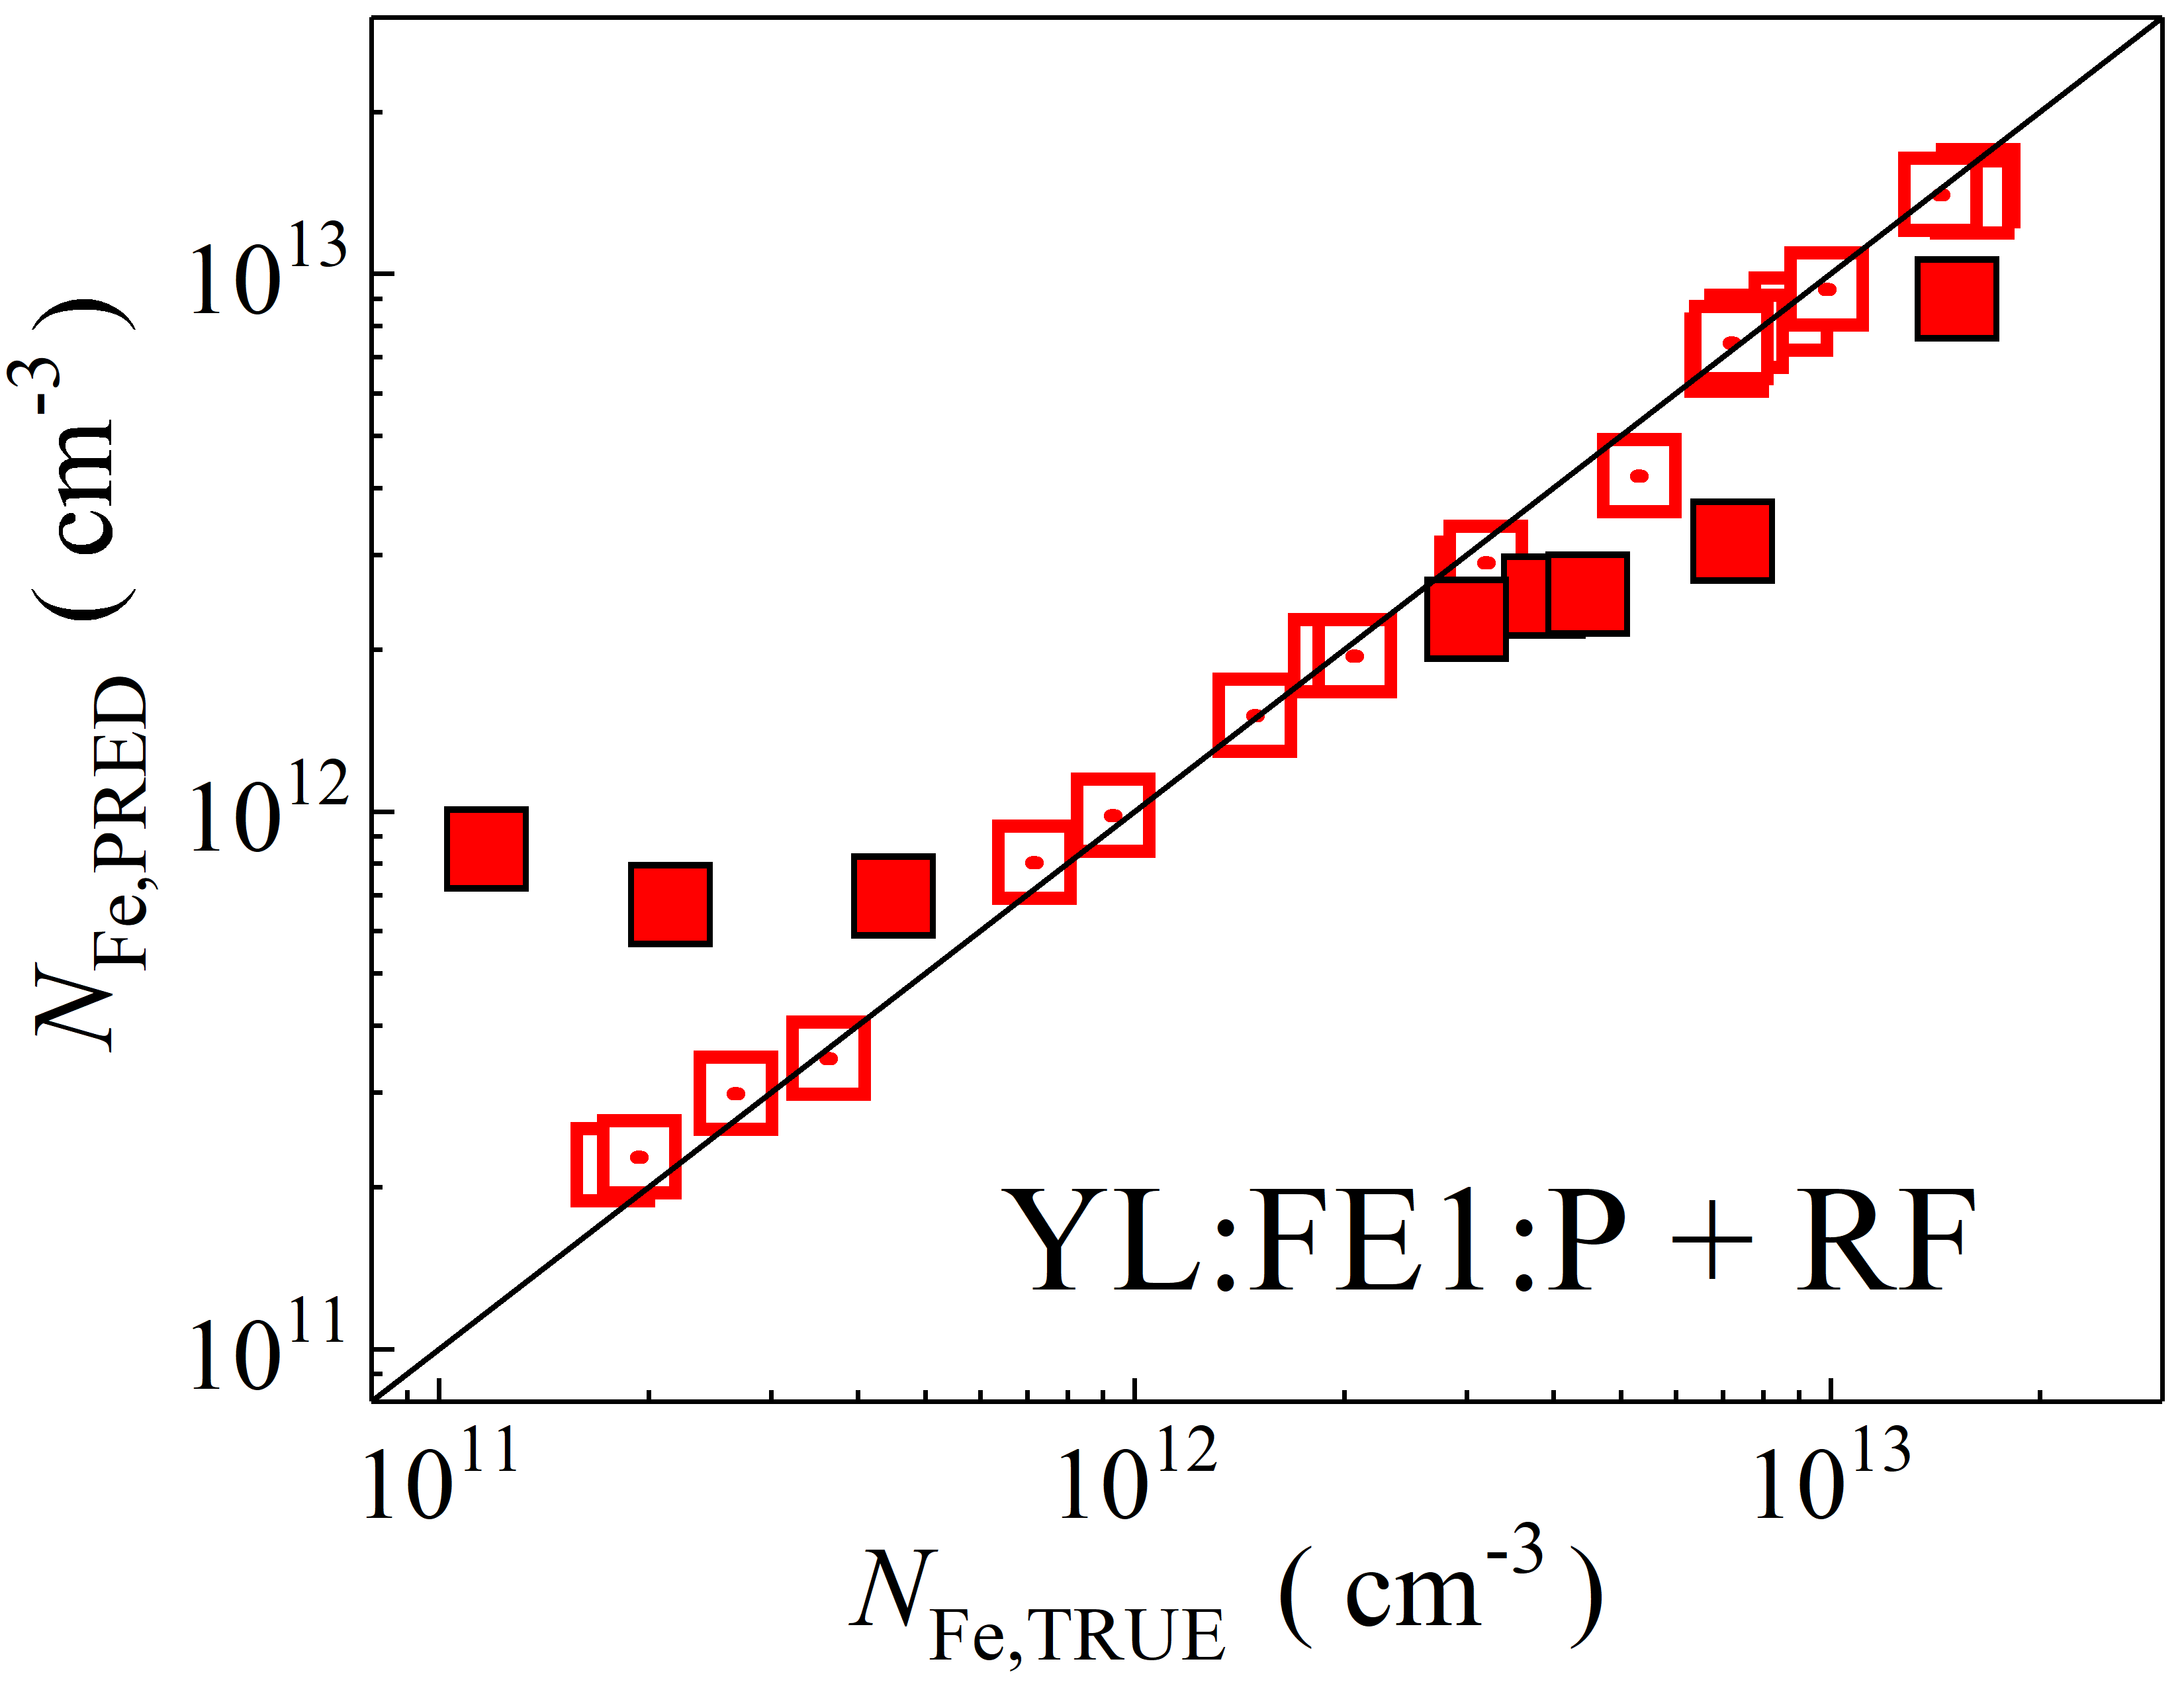 N_Fe,PRED ( cm^-3 )
10^13
10^12
10^11
YL:FE1:P + RF
10^11 10^12 10^13
N_Fe,TRUE ( cm^-3 )